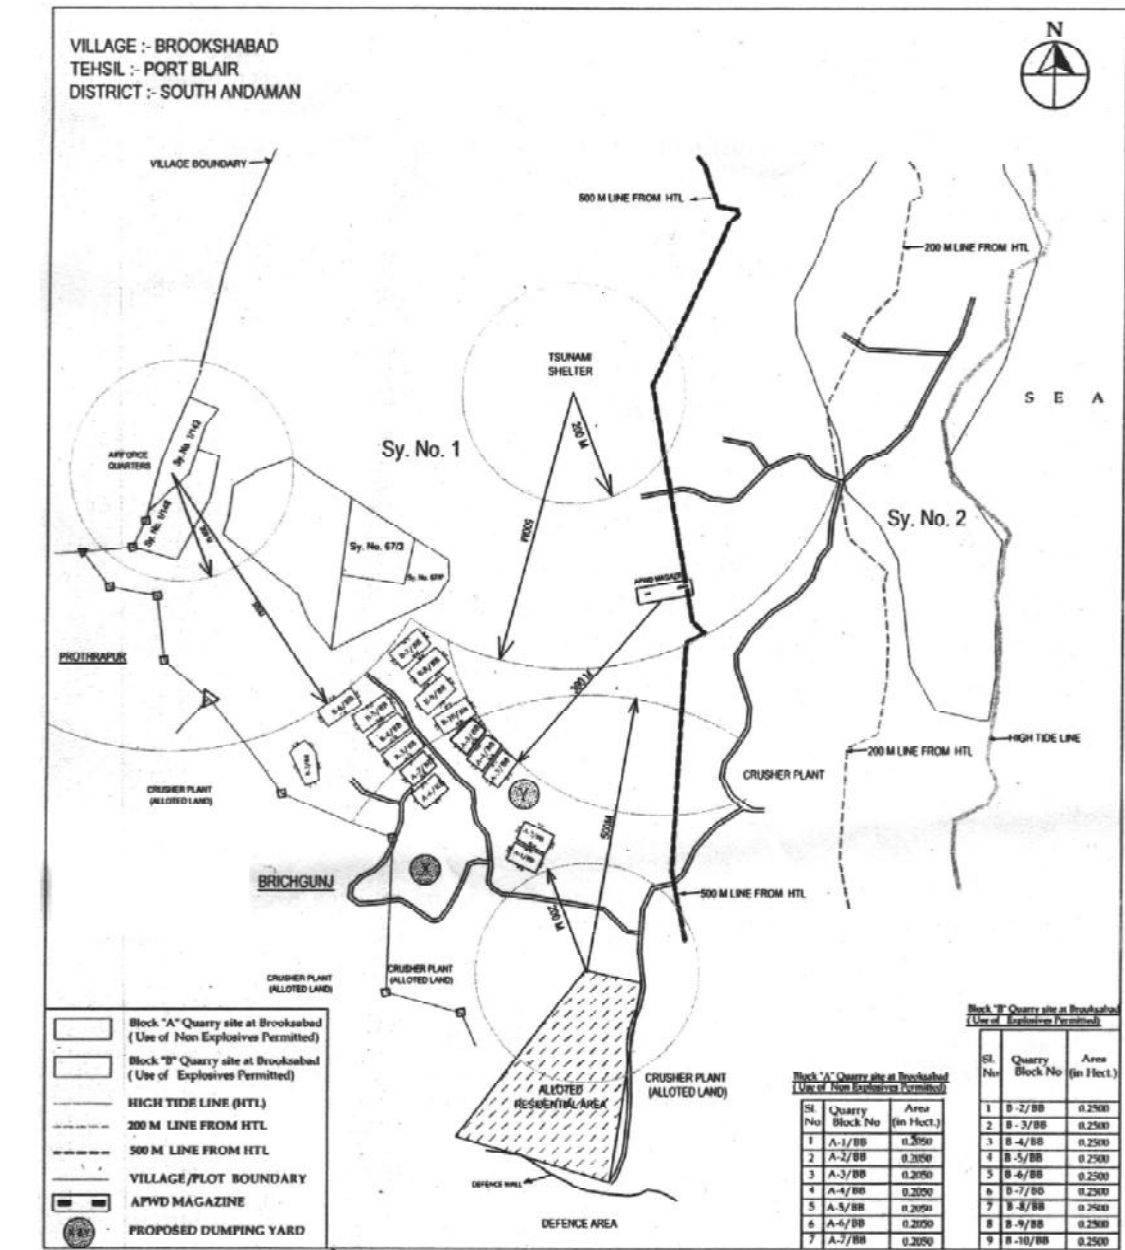 VILLAGE :- BROOKSHABAD
TEHSIL :- PORT BLAIR
DISTRICT :- SOUTH ANDAMAN
N
VILLAGE BOUNDARY
500 M LINE FROM HTL
200 M LINE FROM HTL
TSUNAMI
SHELTER
200 M
500M
S E A
Sy. No. 1
AIRFORCE
QUARTERS
Sy. No. 67/3
Sy. No. 2
APWD MAGAZINE
PROTHRAPUR
200 M LINE FROM HTL
HIGH TIDE LINE
CRUSHER PLANT
CRUSHER PLANT
(ALLOTED LAND)
Y
500M
X
BRICHGUNJ
200 M
500 M LINE FROM HTL
CRUSHER PLANT
(ALLOTED LAND)
CRUSHER PLANT
(ALLOTED LAND)
CRUSHER PLANT
(ALLOTED LAND)
ALLOTED
RESIDENTIAL AREA
DEFENCE WALL
DEFENCE AREA
Block "A" Quarry site at Brooksabad
( Use of Non Explosives Permitted)
Block "B" Quarry site at Brooksabad
( Use of Explosives Permitted)
HIGH TIDE LINE (HTL)
200 M LINE FROM HTL
500 M LINE FROM HTL
VILLAGE/PLOT BOUNDARY
APWD MAGAZINE
PROPOSED DUMPING YARD
Block "A" Quarry site at Brooksabad
( Use of Non Explosives Permitted)
Sl. No Quarry Block No Area (in Hect.)
1 A-1/BB 0.2050
2 A-2/BB 0.2050
3 A-3/BB 0.2050
4 A-4/BB 0.2050
5 A-5/BB 0.2050
6 A-6/BB 0.2050
7 A-7/BB 0.2050
Block "B" Quarry site at Brooksabad
( Use of Explosives Permitted)
Sl. No Quarry Block No Area (in Hect.)
1 B -2/BB 0.2500
2 B - 3/BB 0.2500
3 B -4/BB 0.2500
4 B -5/BB 0.2500
5 B -6/BB 0.2500
6 B -7/BB 0.2500
7 B -8/BB 0.2500
8 B -9/BB 0.2500
9 B -10/BB 0.2500